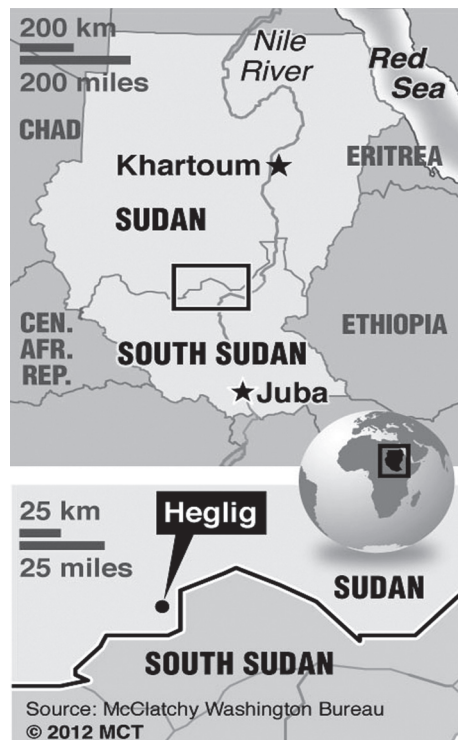 200 km
200 miles
Nile
River
Red
Sea
CHAD
Khartoum
ERITREA
SUDAN
CEN.
AFR.
REP.
ETHIOPIA
SOUTH SUDAN
Juba
25 km
25 miles
Heglig
SUDAN
SOUTH SUDAN
Source: McClatchy Washington Bureau
© 2012 MCT